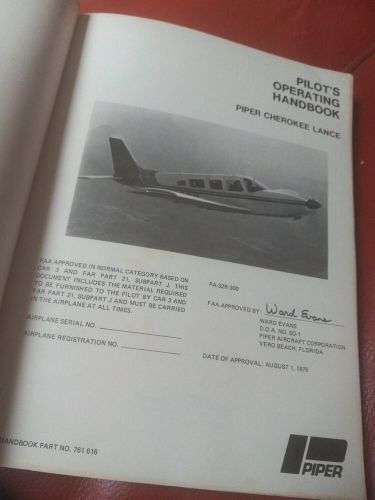 PILOT'S
OPERATING
HANDBOOK
PIPER CHEROKEE LANCE
PA-32R-300
FAA APPROVED IN NORMAL CATEGORY BASED ON
CAR 3 AND FAR PART 21, SUBPART J, THIS
DOCUMENT INCLUDES THE MATERIAL REQUIRED
TO BE FURNISHED TO THE PILOT BY CAR 3 AND
FAR PART 21, SUBPART J AND MUST BE CARRIED
IN THE AIRPLANE AT ALL TIMES.
AIRPLANE SERIAL NO.
AIRPLANE REGISTRATION NO.
FAA APPROVED BY: Ward Evans
WARD EVANS
D.O.A. NO. SO-1
PIPER AIRCRAFT CORPORATION
VERO BEACH, FLORIDA
DATE OF APPROVAL: AUGUST 1, 1975
HANDBOOK PART NO. 761 616
PIPER